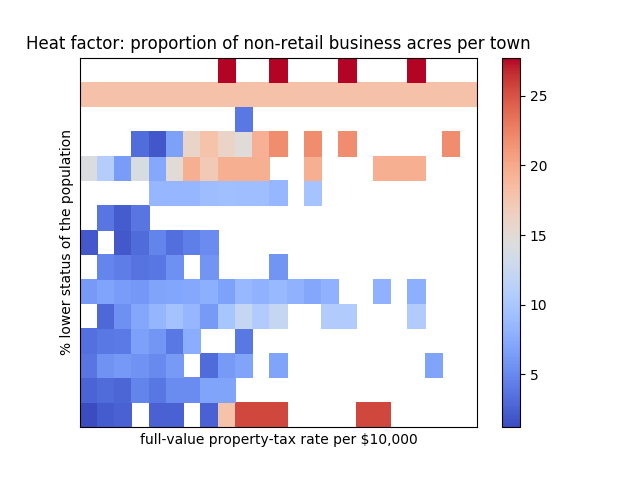 Heat factor: proportion of non-retail business acres per town
% lower status of the population
full-value property-tax rate per $10,000
25
20
15
10
5